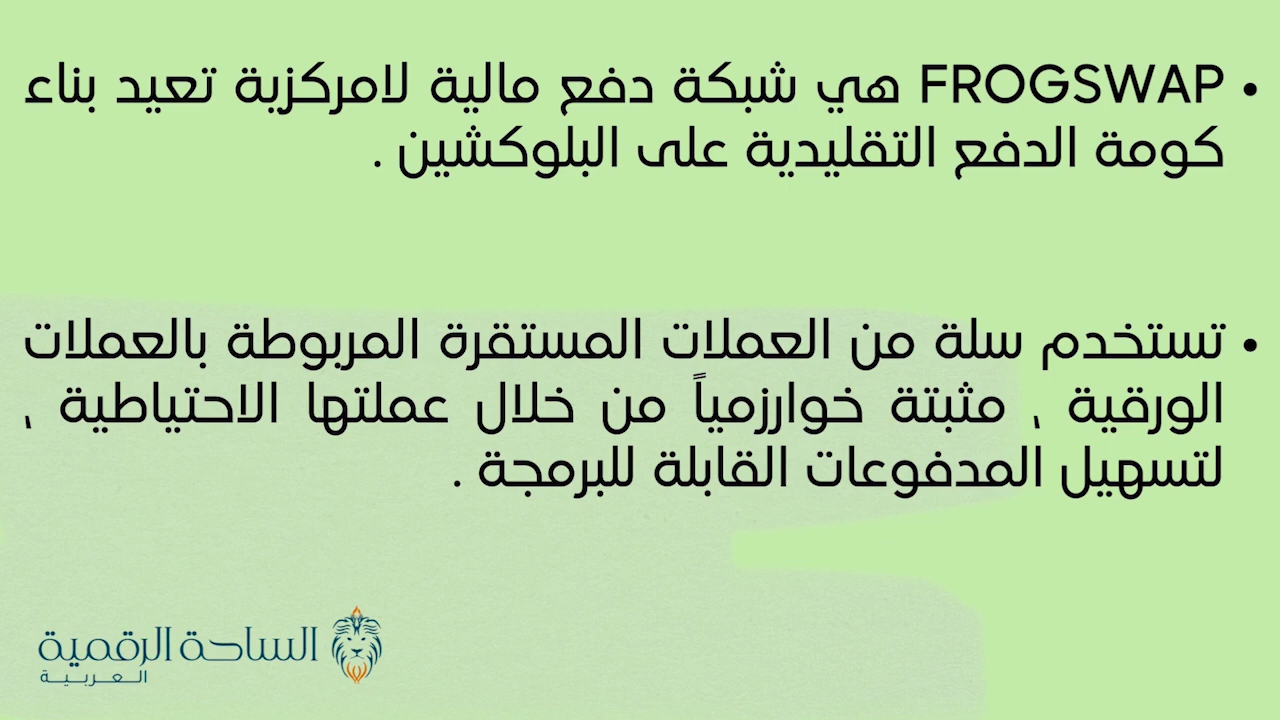 • FROGSWAP هي شبكة دفع مالية لامركزية تعيد بناء
كومة الدفع التقليدية على البلوكشين .
• تستخدم سلة من العملات المستقرة المربوطة بالعملات
الورقية ، مثبتة خوارزمياً من خلال عملتها الاحتياطية ،
لتسهيل المدفوعات القابلة للبرمجة .
الساحة الرقمية
العربية